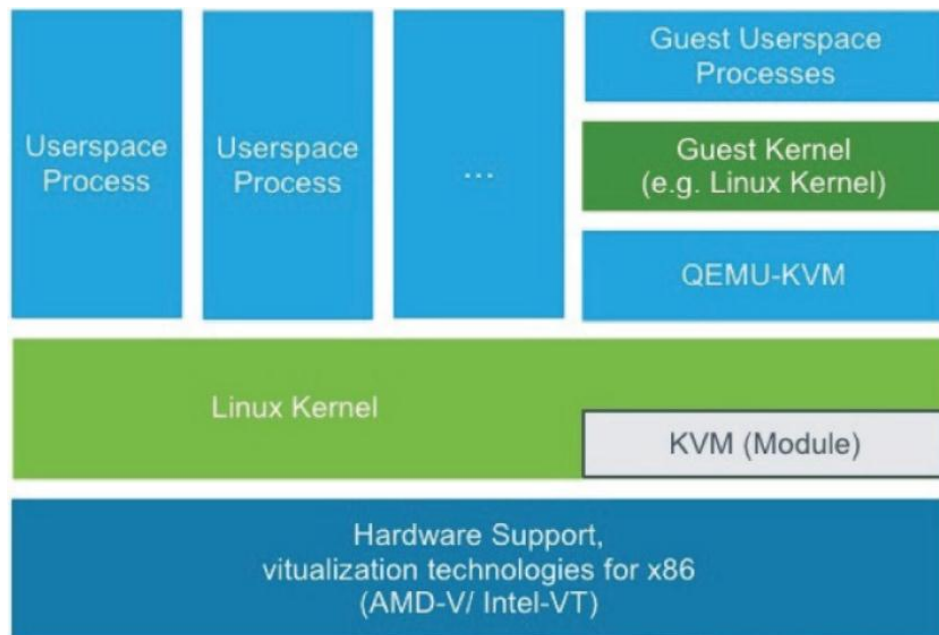 Userspace
Process
Userspace
Process
...
Guest Userspace
Processes
Guest Kernel
(e.g. Linux Kernel)
QEMU-KVM
Linux Kernel
KVM (Module)
Hardware Support,
vitualization technologies for x86
(AMD-V/ Intel-VT)